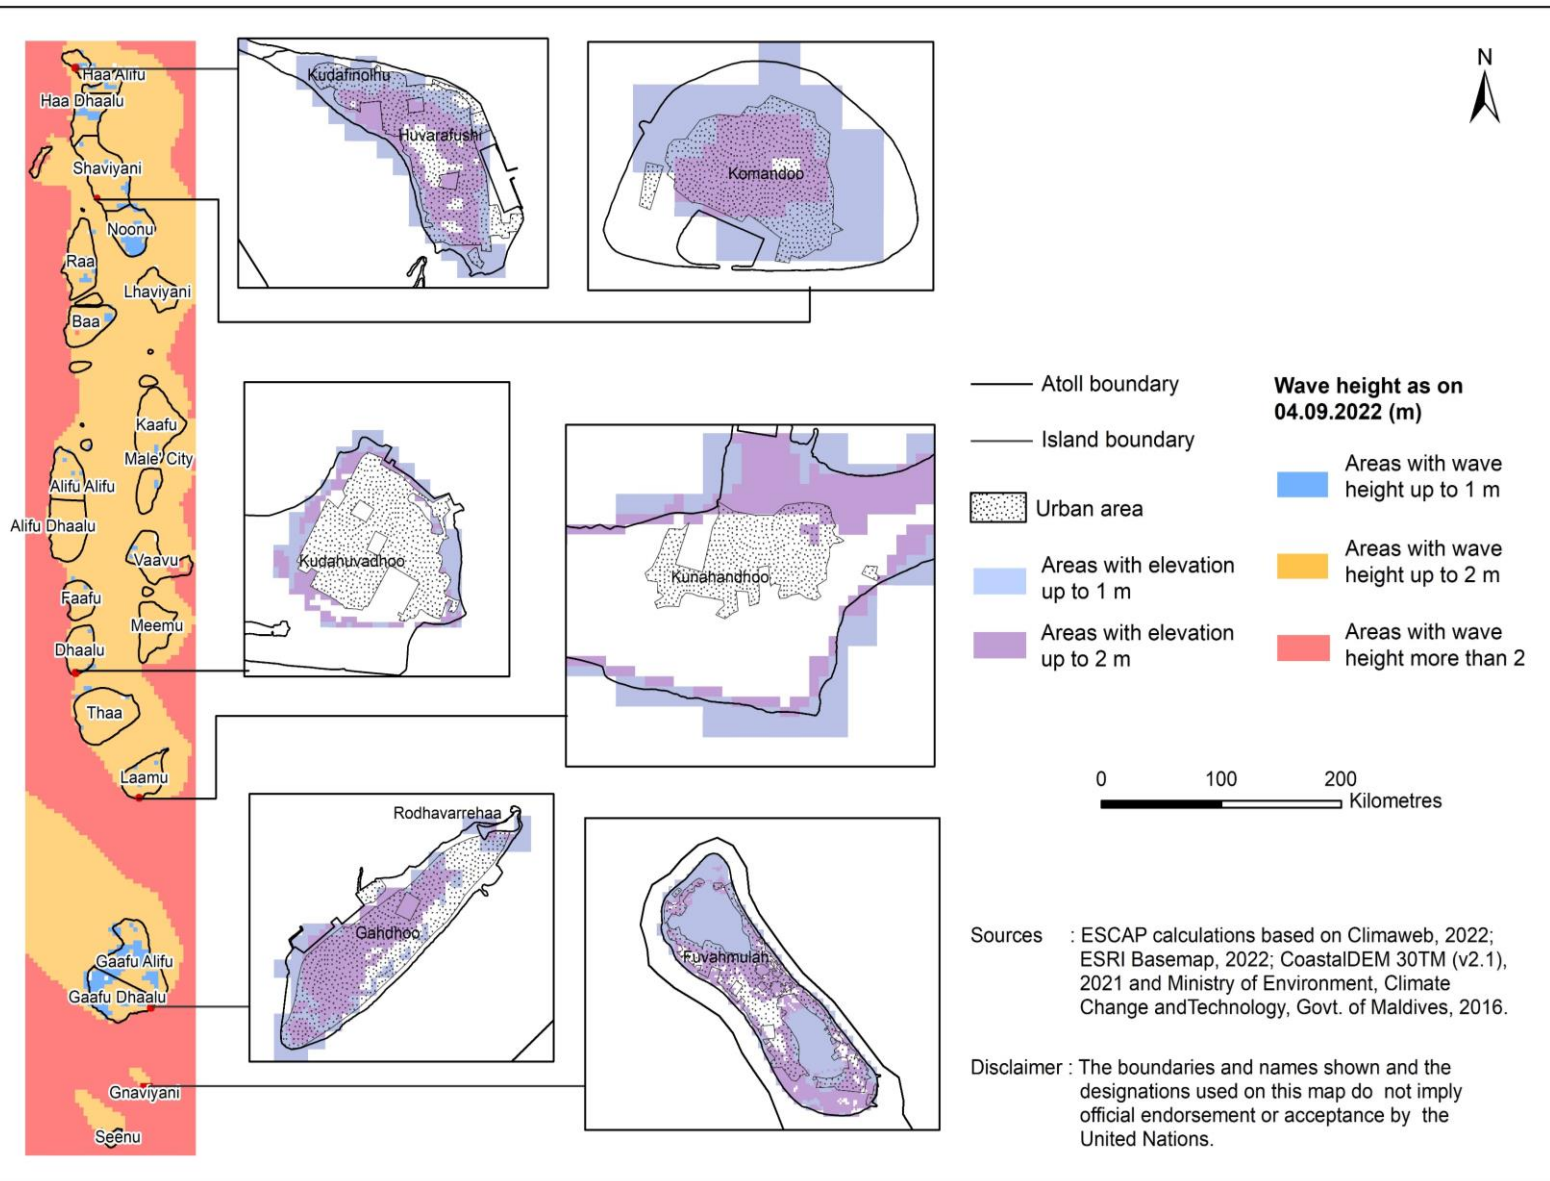 Haa Alifu
Haa Dhaalu
Shaviyani
Noonu
Raa
Lhaviyani
Baa
Kaafu
Male' City
Alifu Alifu
Alifu Dhaalu
Vaavu
Faafu
Meemu
Dhaalu
Thaa
Laamu
Gaafu Alifu
Gaafu Dhaalu
Gnaviyani
Seenu
Kudafinolhu
Huvarafushi
Komandoo
Kudahuvadhoo
Kunahandhoo
Rodhavarrehaa
Gahdhoo
Fuvahmulah
N
Atoll boundary
Island boundary
Urban area
Areas with elevation
up to 1 m
Areas with elevation
up to 2 m
Wave height as on
04.09.2022 (m)
Areas with wave
height up to 1 m
Areas with wave
height up to 2 m
Areas with wave
height more than 2
0 100 200
Kilometres
Sources : ESCAP calculations based on Climaweb, 2022;
ESRI Basemap, 2022; CoastalDEM 30TM (v2.1),
2021 and Ministry of Environment, Climate
Change andTechnology, Govt. of Maldives, 2016.
Disclaimer : The boundaries and names shown and the
designations used on this map do not imply
official endorsement or acceptance by the
United Nations.